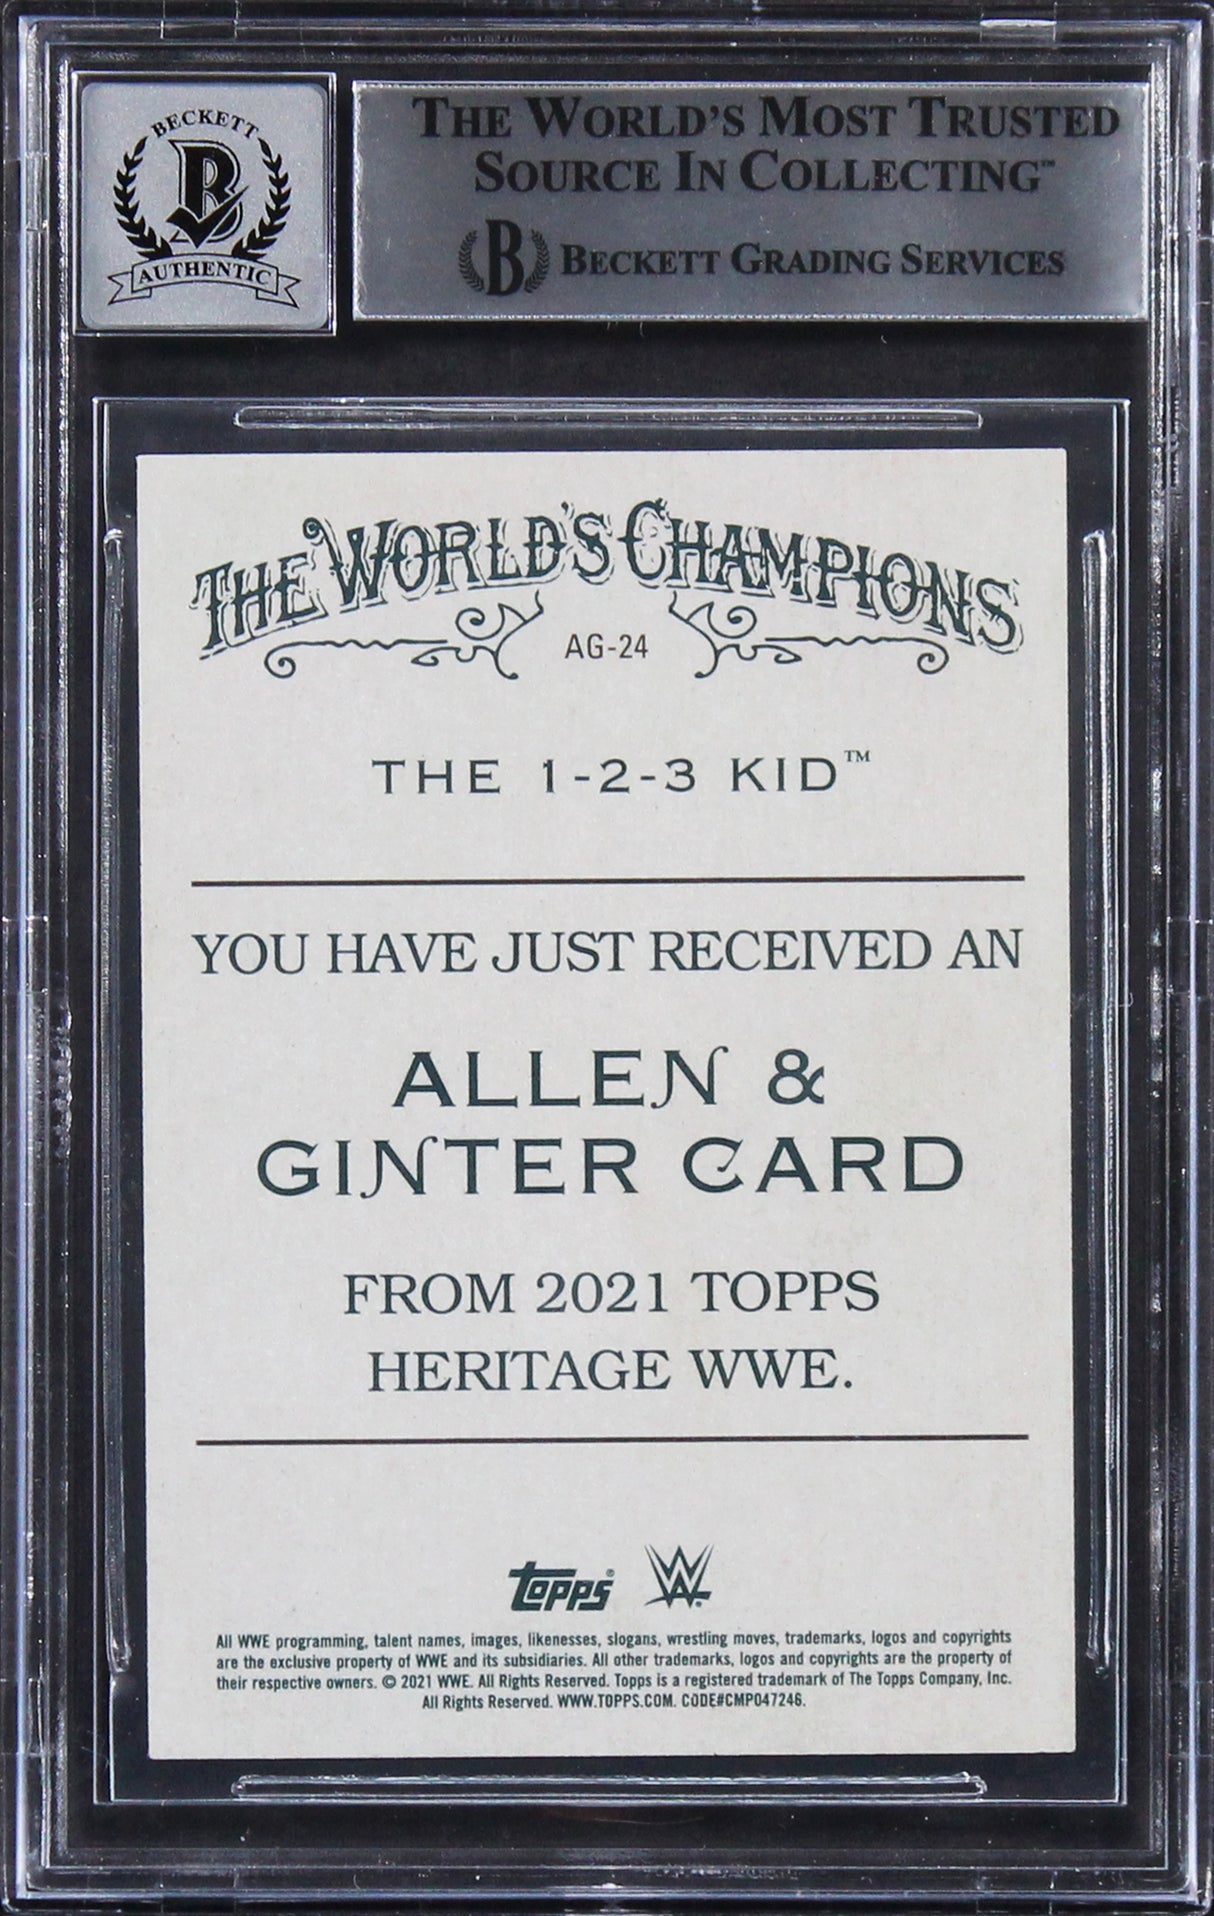 BECKETT
B
AUTHENTIC
THE WORLD'S MOST TRUSTED
SOURCE IN COLLECTING™
B BECKETT GRADING SERVICES
THE WORLD'S CHAMPIONS
AG-24
THE 1-2-3 KID™
YOU HAVE JUST RECEIVED AN
ALLEN &
GINTER CARD
FROM 2021 TOPPS
HERITAGE WWE.
topps® W
All WWE programming, talent names, images, likenesses, slogans, wrestling moves, trademarks, logos and copyrights
are the exclusive property of WWE and its subsidiaries. All other trademarks, logos and copyrights are the property of
their respective owners. © 2021 WWE. All Rights Reserved. Topps is a registered trademark of The Topps Company, Inc.
All Rights Reserved. WWW.TOPPS.COM. CODE#CMP047246.